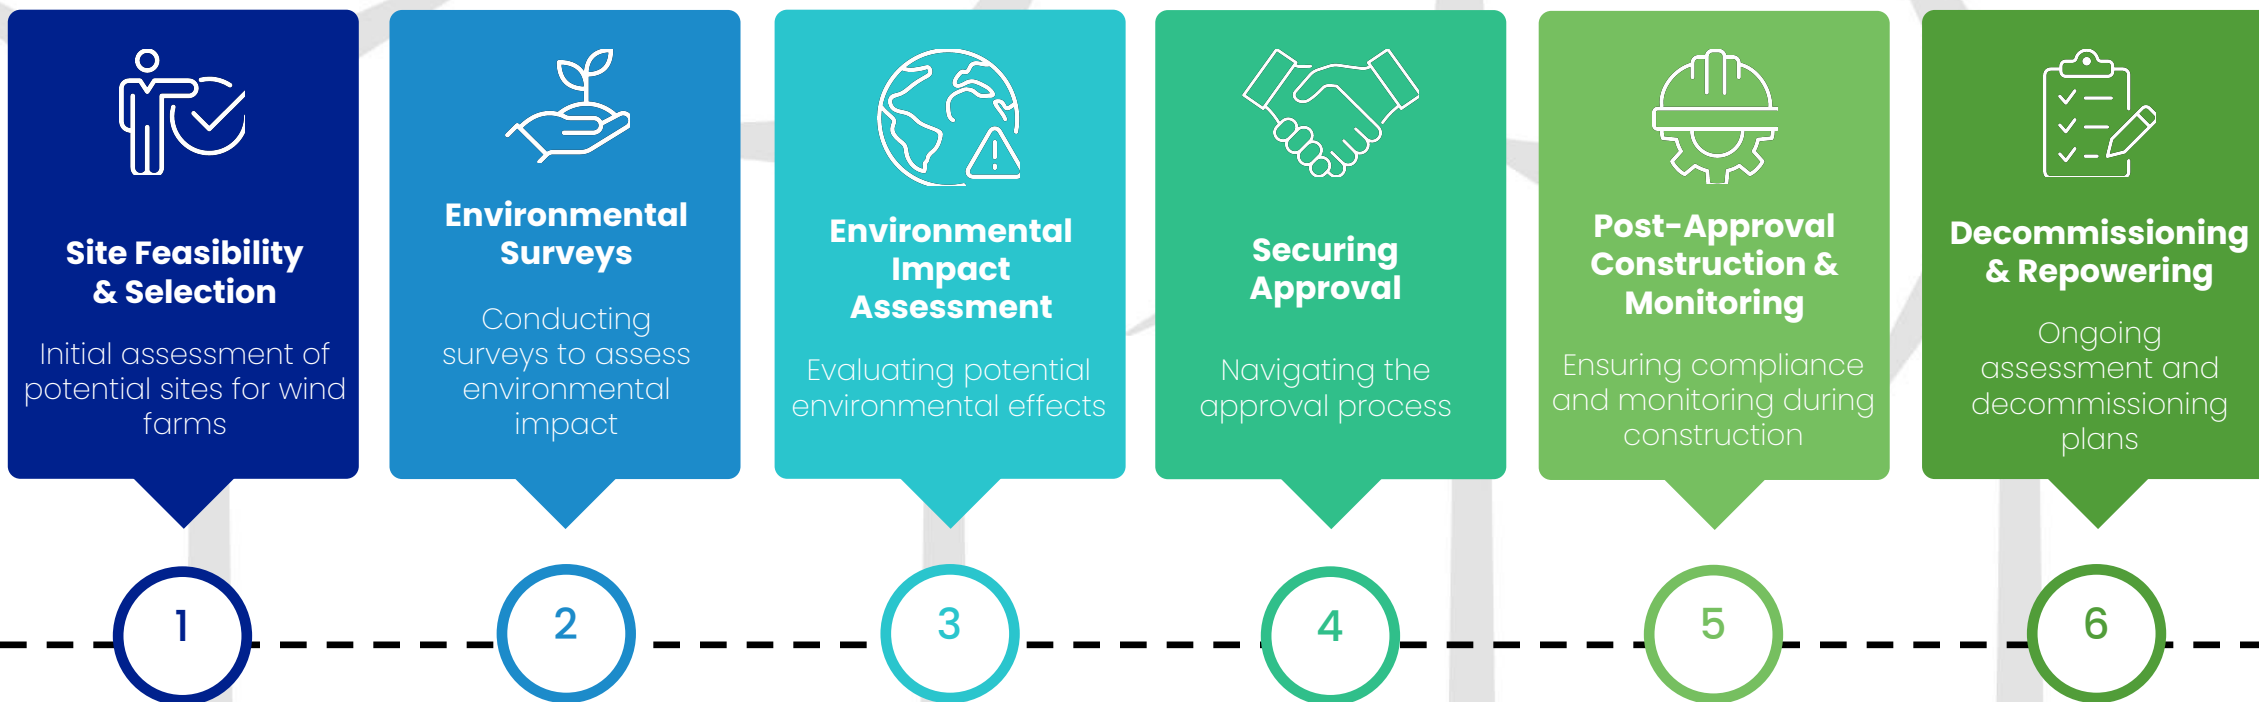 Site Feasibility
& Selection
Initial assessment of
potential sites for wind
farms
Environmental
Surveys
Conducting
surveys to assess
environmental
impact
Environmental
Impact
Assessment
Evaluating potential
environmental effects
Securing
Approval
Navigating the
approval process
Post-Approval
Construction &
Monitoring
Ensuring compliance
and monitoring during
construction
Decommissioning
& Repowering
Ongoing
assessment and
decommissioning
plans
1
2
3
4
5
6